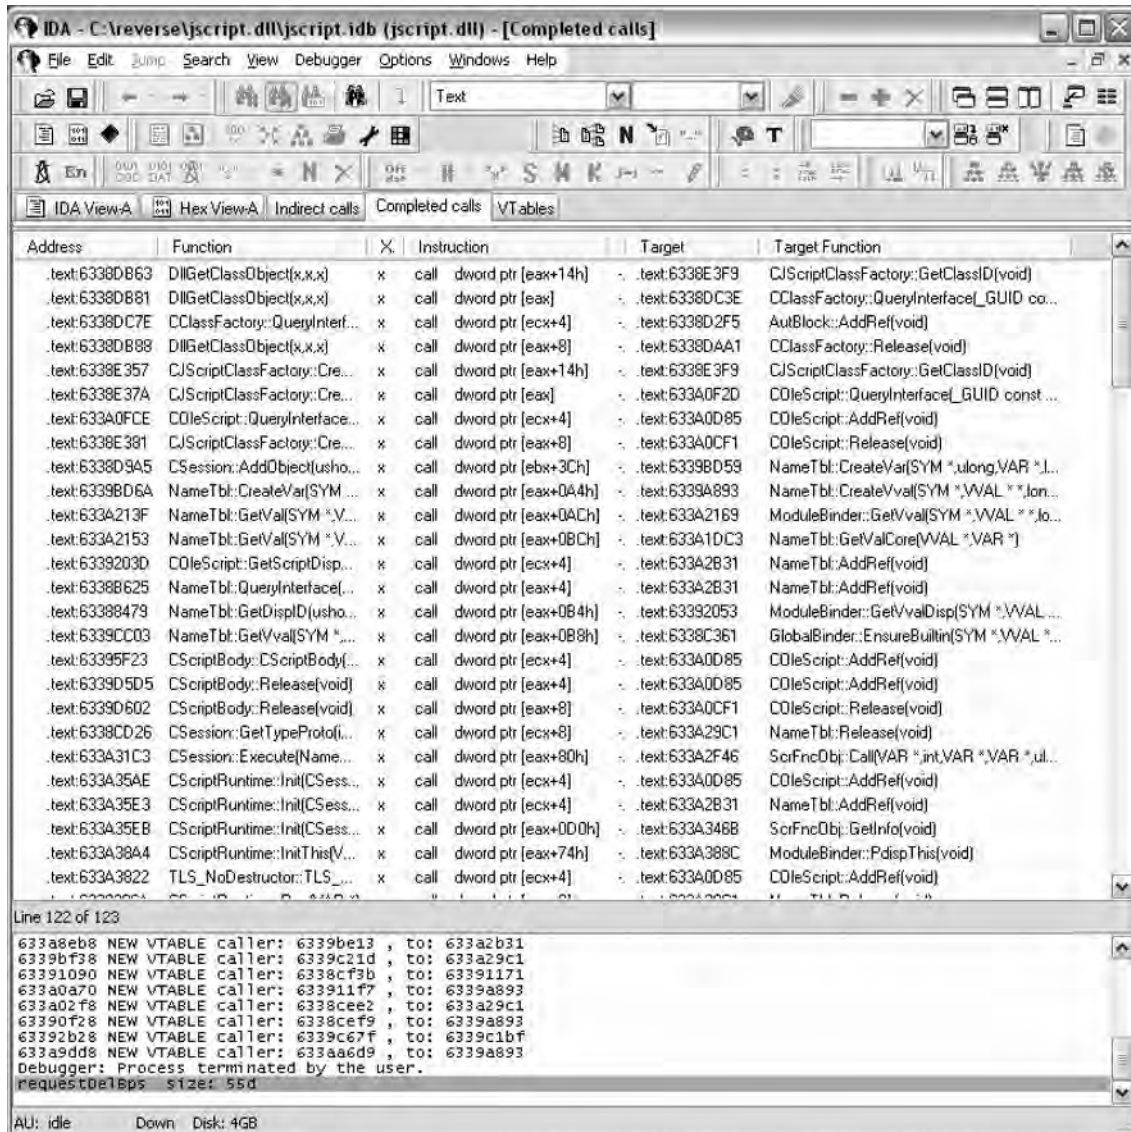 IDA - C:\reverse\jscript.dll\jscript.idb (jscript.dll) - [Completed calls]
File Edit Jump Search View Debugger Options Windows Help
Text
N T
En N S M K
IDA View-A Hex View-A Indirect calls Completed calls VTables
Address Function X Instruction Target Target Function
.text:6338DB63 DllGetClassObject(x,x,x) x call dword ptr [eax+14h] -. .text:6338E3F9 CJScriptClassFactory::GetClassID(void)
.text:6338DB81 DllGetClassObject(x,x,x) x call dword ptr [eax] -. .text:6338DC3E CClassFactory::QueryInterface(_GUID co...
.text:6338DC7E CClassFactory::QueryInterf... x call dword ptr [ecx+4] -. .text:6338D2F5 AutBlock::AddRef(void)
.text:6338DB88 DllGetClassObject(x,x,x) x call dword ptr [eax+8] -. .text:6338DAA1 CClassFactory::Release(void)
.text:6338E357 CJScriptClassFactory::Cre... x call dword ptr [eax+14h] -. .text:6338E3F9 CJScriptClassFactory::GetClassID(void)
.text:6338E37A CJScriptClassFactory::Cre... x call dword ptr [eax] -. .text:633A0F2D COleScript::QueryInterface(_GUID const ...
.text:633A0FCE COleScript::QueryInterface... x call dword ptr [ecx+4] -. .text:633A0D85 COleScript::AddRef(void)
.text:6338E381 CJScriptClassFactory::Cre... x call dword ptr [eax+8] -. .text:633A0CF1 COleScript::Release(void)
.text:6338D9A5 CSession::AddObject(usho... x call dword ptr [ebx+3Ch] -. .text:6339BD59 NameTbl::CreateVar(SYM *,ulong,VAR *,l...
.text:6339BD6A NameTbl::CreateVar(SYM ... x call dword ptr [eax+0A4h] -. .text:6339A893 NameTbl::CreateVval(SYM *,VVAL * *,lon...
.text:633A213F NameTbl::GetVal(SYM *,V... x call dword ptr [eax+0ACh] -. .text:633A2169 ModuleBinder::GetVval(SYM *,VVAL * *,lo...
.text:633A2153 NameTbl::GetVal(SYM *,V... x call dword ptr [eax+0BCh] -. .text:633A1DC3 NameTbl::GetValCore(VVAL *,VAR *)
.text:6339203D COleScript::GetScriptDisp... x call dword ptr [ecx+4] -. .text:633A2B31 NameTbl::AddRef(void)
.text:6338B625 NameTbl::QueryInterface(... x call dword ptr [eax+4] -. .text:633A2B31 NameTbl::AddRef(void)
.text:63388479 NameTbl::GetDispID(usho... x call dword ptr [eax+0B4h] -. .text:63392053 ModuleBinder::GetVvalDisp(SYM *,VVAL ...
.text:6339CC03 NameTbl::GetVval(SYM *,... x call dword ptr [eax+0B8h] -. .text:6338C361 GlobalBinder::EnsureBuiltin(SYM *,VVAL *...
.text:63395F23 CScriptBody::CScriptBody(... x call dword ptr [ecx+4] -. .text:633A0D85 COleScript::AddRef(void)
.text:6339D5D5 CScriptBody::Release(void) x call dword ptr [eax+4] -. .text:633A0D85 COleScript::AddRef(void)
.text:6339D602 CScriptBody::Release(void) x call dword ptr [eax+8] -. .text:633A0CF1 COleScript::Release(void)
.text:6338CD26 CSession::GetTypeProto(i... x call dword ptr [ecx+8] -. .text:633A29C1 NameTbl::Release(void)
.text:633A31C3 CSession::Execute(Name... x call dword ptr [eax+80h] -. .text:633A2F46 ScrFncObj::Call(VAR *,int,VAR *,VAR *,ul...
.text:633A35AE CScriptRuntime::Init(CSess... x call dword ptr [ecx+4] -. .text:633A0D85 COleScript::AddRef(void)
.text:633A35E3 CScriptRuntime::Init(CSess... x call dword ptr [ecx+4] -. .text:633A2B31 NameTbl::AddRef(void)
.text:633A35EB CScriptRuntime::Init(CSess... x call dword ptr [eax+0D0h] -. .text:633A346B ScrFncObj::GetInfo(void)
.text:633A38A4 CScriptRuntime::InitThis(V... x call dword ptr [eax+74h] -. .text:633A388C ModuleBinder::PdispThis(void)
.text:633A3822 TLS_NoDestructor::TLS_... x call dword ptr [ecx+4] -. .text:633A0D85 COleScript::AddRef(void)
Line 122 of 123
633a8eb8 NEW VTABLE caller: 6339be13 , to: 633a2b31
6339bf38 NEW VTABLE caller: 6339c21d , to: 633a29c1
63391090 NEW VTABLE caller: 6338cf3b , to: 63391171
633a0a70 NEW VTABLE caller: 633911f7 , to: 6339a893
633a02f8 NEW VTABLE caller: 6338cee2 , to: 633a29c1
63390f28 NEW VTABLE caller: 6338cef9 , to: 6339a893
63392b28 NEW VTABLE caller: 6339c67f , to: 6339c1bf
633a9dd8 NEW VTABLE caller: 633aa6d9 , to: 6339a893
Debugger: Process terminated by the user.
requestDelBps size: 55d
AU: idle Down Disk: 4GB